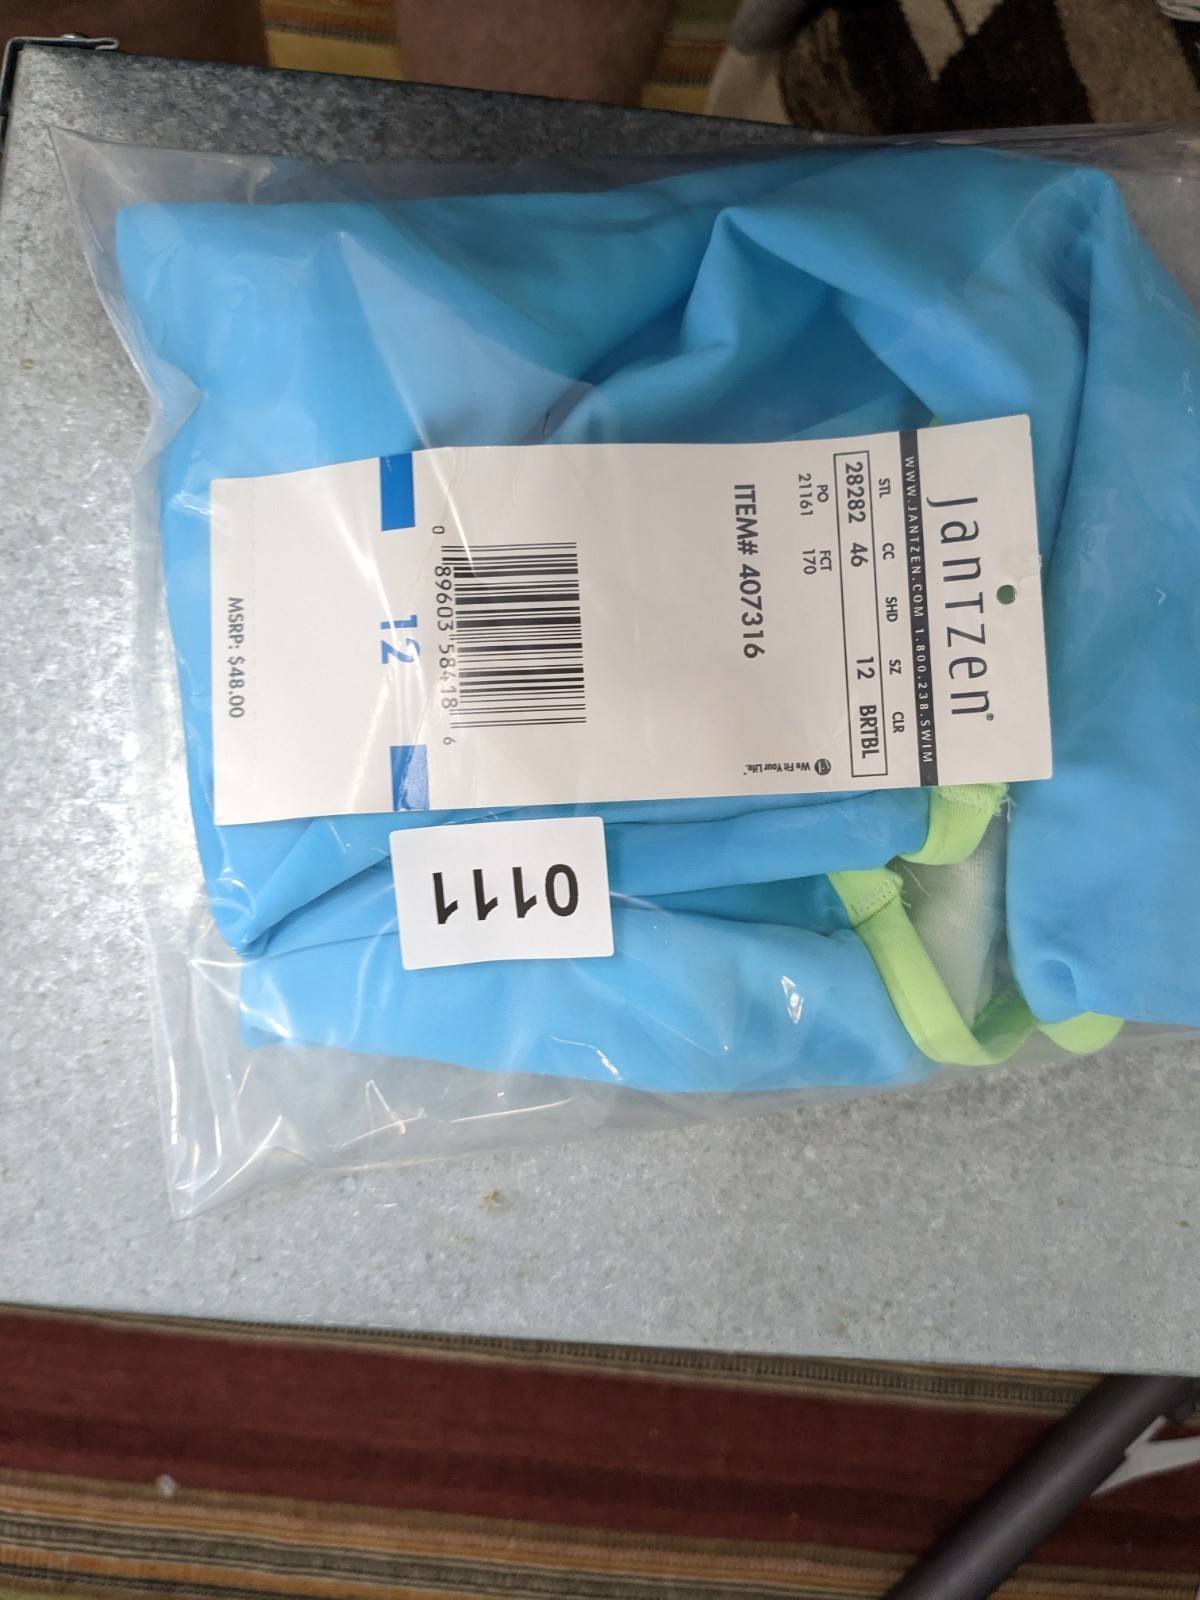 Jantzen®
WWW.JANTZEN.COM 1.800.238.SWIM
STL CC SHD SZ CLR
28282 46 12 BRTBL
PO FCT
21161 170
We Fit Your Life.
ITEM# 407316
0 89603 58418 6
12
MSRP: $48.00
0111